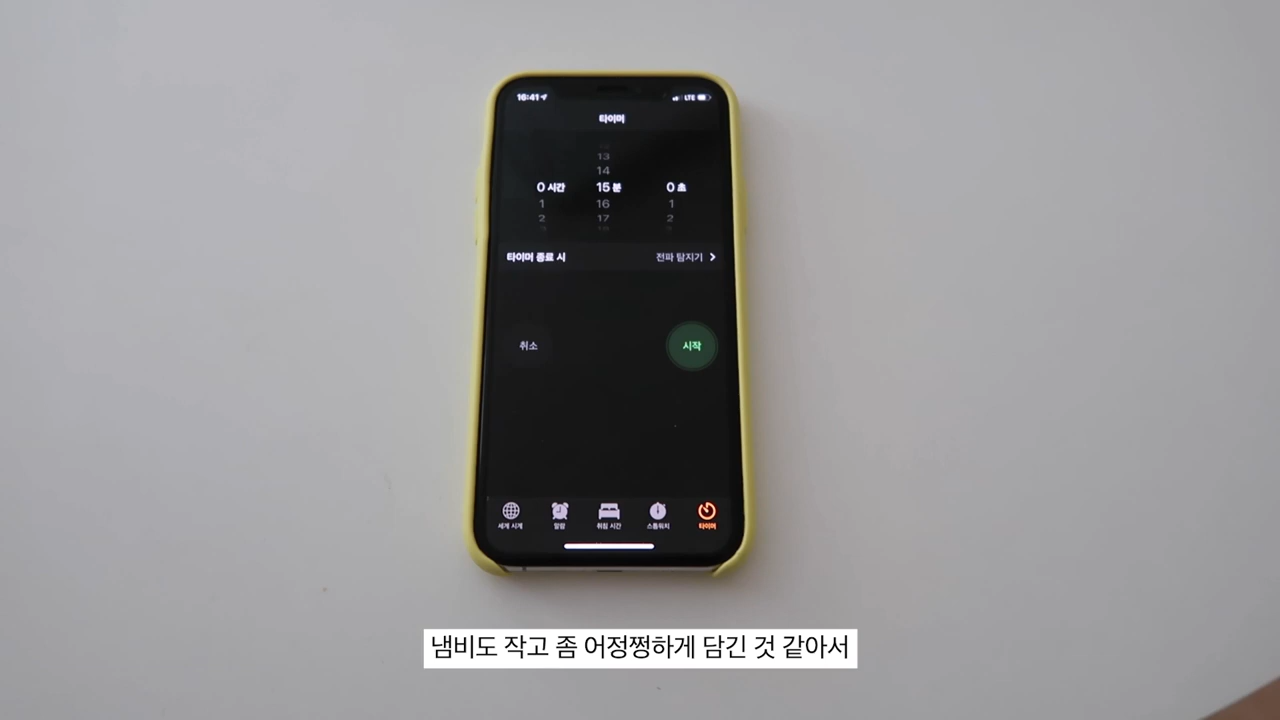 16:41 LTE
타이머
13
14
0 시간 15 분 0 초
1 16 1
2 17 2
3 18
타이머 종료 시 전파 탐지기
취소 시작
세계 시계 알람 취침 시간 스톱워치 타이머
냄비도 작고 좀 어정쩡하게 담긴 것 같아서